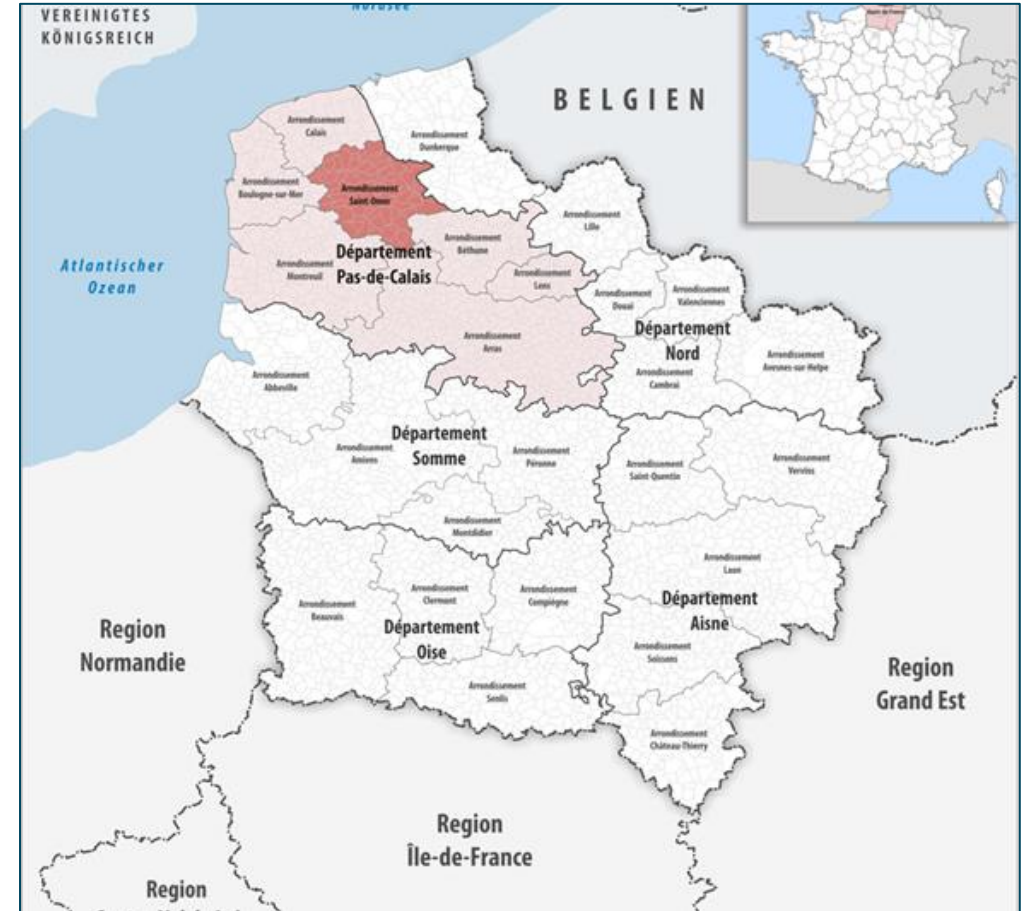 Nordsee
VEREINIGTES
KÖNIGREICH
BELGIEN
Arrondissement
Calais
Arrondissement
Dunkerque
Arrondissement
Boulogne-sur-Mer
Arrondissement
Saint-Omer
Arrondissement
Lille
Arrondissement
Béthune
Département
Pas-de-Calais
Atlantischer
Ozean
Arrondissement
Montreuil
Arrondissement
Lens
Arrondissement
Douai
Arrondissement
Valenciennes
Département
Nord
Arrondissement
Arras
Arrondissement
Avesnes-sur-Helpe
Arrondissement
Cambrai
Arrondissement
Abbeville
Département
Somme
Arrondissement
Amiens
Arrondissement
Péronne
Arrondissement
Saint-Quentin
Arrondissement
Vervins
Arrondissement
Montdidier
Arrondissement
Laon
Arrondissement
Clermont
Arrondissement
Compiègne
Arrondissement
Beauvais
Département
Aisne
Département
Oise
Region
Normandie
Arrondissement
Soissons
Region
Grand Est
Arrondissement
Senlis
Arrondissement
Château-Thierry
Region
Île-de-France
Region